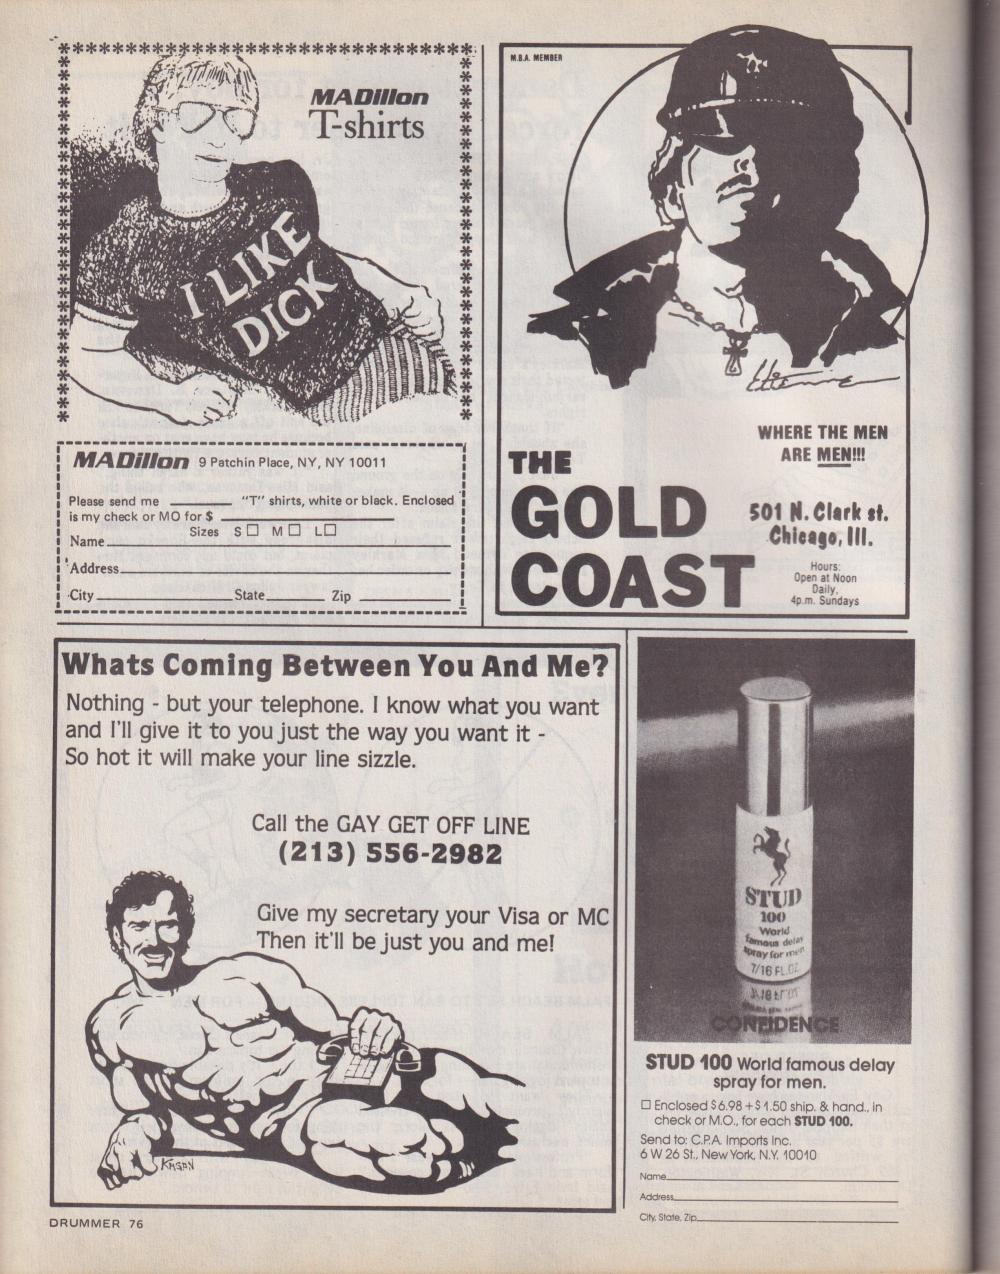 MADillon
T-shirts
I LIKE
DICK
MADillon 9 Patchin Place, NY, NY 10011
Please send me ________ "T" shirts, white or black. Enclosed
is my check or MO for $ ________
Sizes S☐ M☐ L☐
Name
Address
City ________ State ________ Zip ________
M.B.A. MEMBER
WHERE THE MEN
ARE MEN!!!
THE
GOLD
COAST
501 N. Clark st.
Chicago, Ill.
Hours:
Open at Noon
Daily,
4p.m. Sundays
Whats Coming Between You And Me?
Nothing - but your telephone. I know what you want
and I'll give it to you just the way you want it -
So hot it will make your line sizzle.
Call the GAY GET OFF LINE
(213) 556-2982
Give my secretary your Visa or MC
Then it'll be just you and me!
STUD
100
World
famous delay
spray for men
7/16 FL.OZ.
CONFIDENCE
STUD 100 World famous delay
spray for men.
☐ Enclosed $6.98 + $1.50 ship. & hand., in
check or M.O., for each STUD 100.
Send to: C.P.A. Imports Inc.
6 W 26 St., New York, N.Y. 10010
Name
Address
City, State, Zip
DRUMMER 76